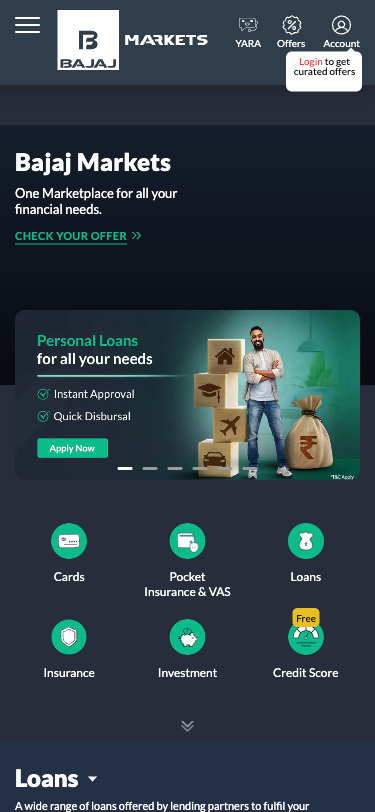 BAJAJ
MARKETS
YARA
Offers
Account
Login to get
curated offers
Bajaj Markets
One Marketplace for all your
financial needs.
CHECK YOUR OFFER
Personal Loans
for all your needs
Instant Approval
Quick Disbursal
Apply Now
₹
*T&C Apply
Cards
Pocket
Insurance & VAS
Loans
Insurance
Investment
Free
Credit Score
Loans
A wide range of loans offered by lending partners to fulfil your